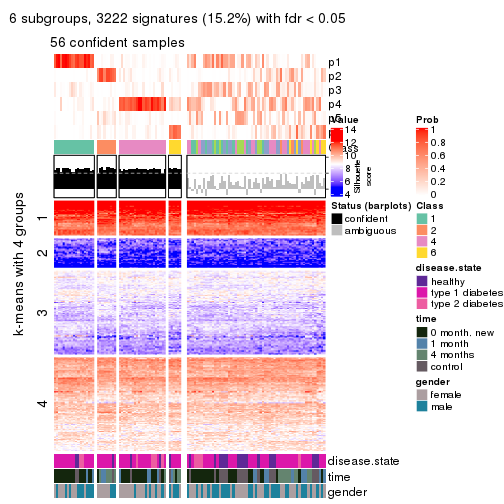 6 subgroups, 3222 signatures (15.2%) with fdr < 0.05
56 confident samples
p1
p2
p3
p4
Value
14
12
10
8
6
4
Silhouette
score
Prob
1
0.8
0.6
0.4
0.2
0
Status (barplots)
confident
ambiguous
Class
1
2
4
6
disease.state
healthy
type 1 diabetes
type 2 diabetes
time
0 month. new
1 month
4 months
control
gender
female
male
k-means with 4 groups
1
2
3
4
disease.state
time
gender